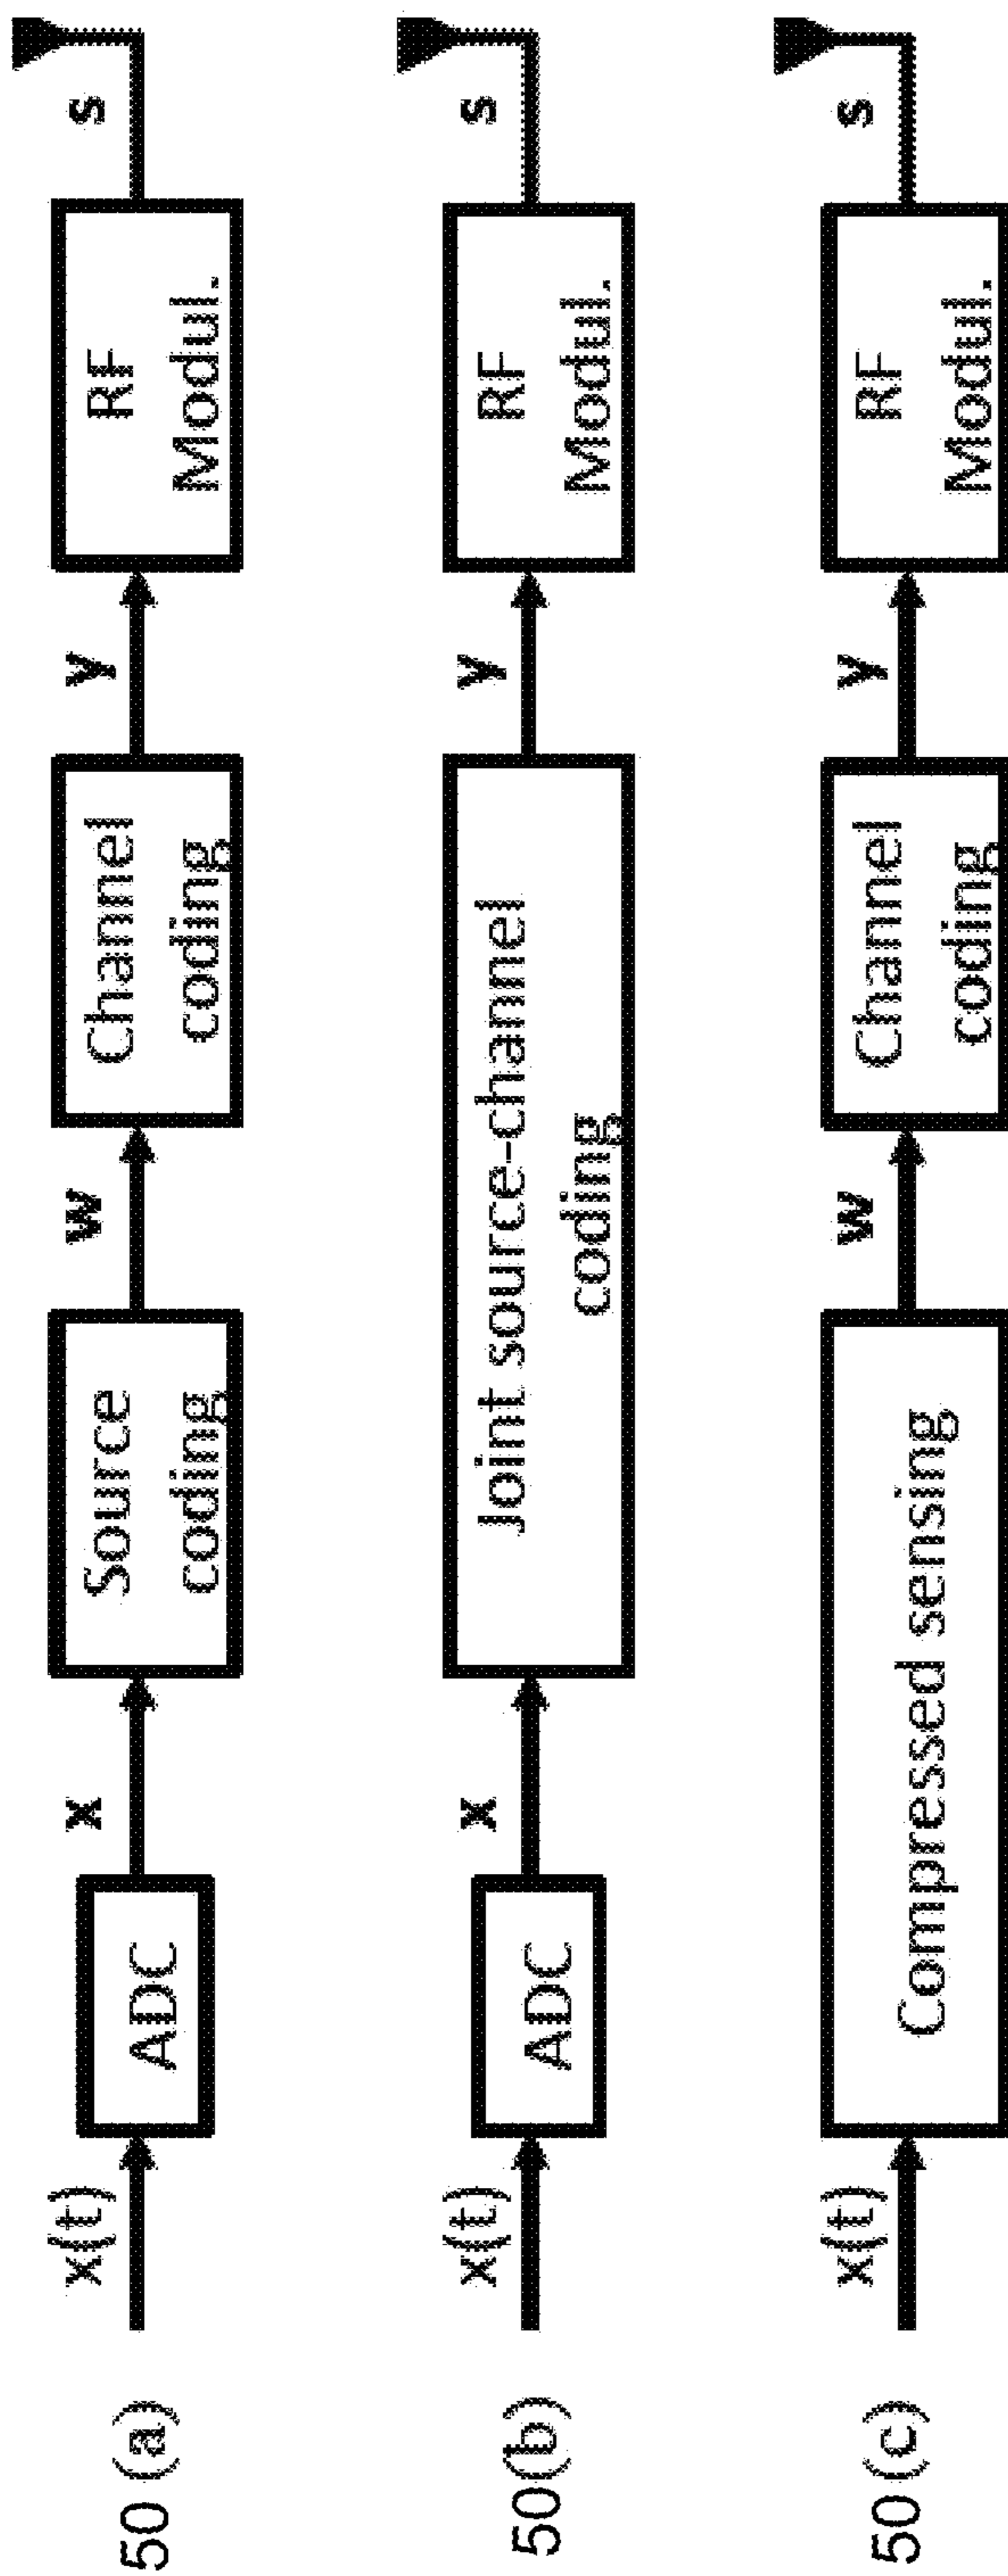 50 (a)
x(t)
ADC
x
Source
coding
w
Channel
coding
y
RF
Modul.
s
50(b)
x(t)
ADC
x
Joint source-channel
coding
y
RF
Modul.
s
50 (c)
x(t)
Compressed sensing
w
Channel
coding
y
RF
Modul.
s